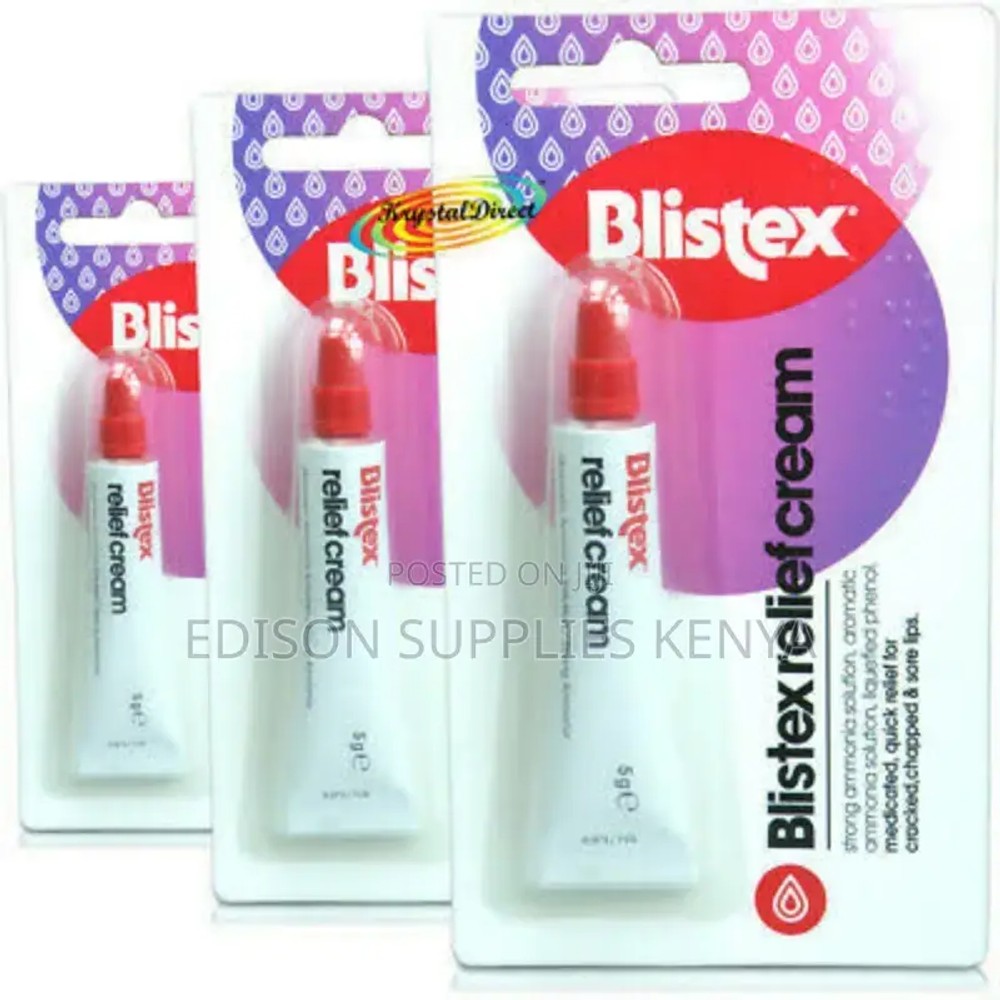 Blistex
KrystalDirect
Blis
Blis
Blistex
relief cream
5g e
Blistex
relief cream
5g e
Blistex
relief cream
5g e
Blistex relief cream
strong ammonia solution, aromatic
ammonia solution, liquefied phenol
medicated, quick relief for
cracked, chapped & sore lips.
POSTED ON JIJI
EDISON SUPPLIES KENYA